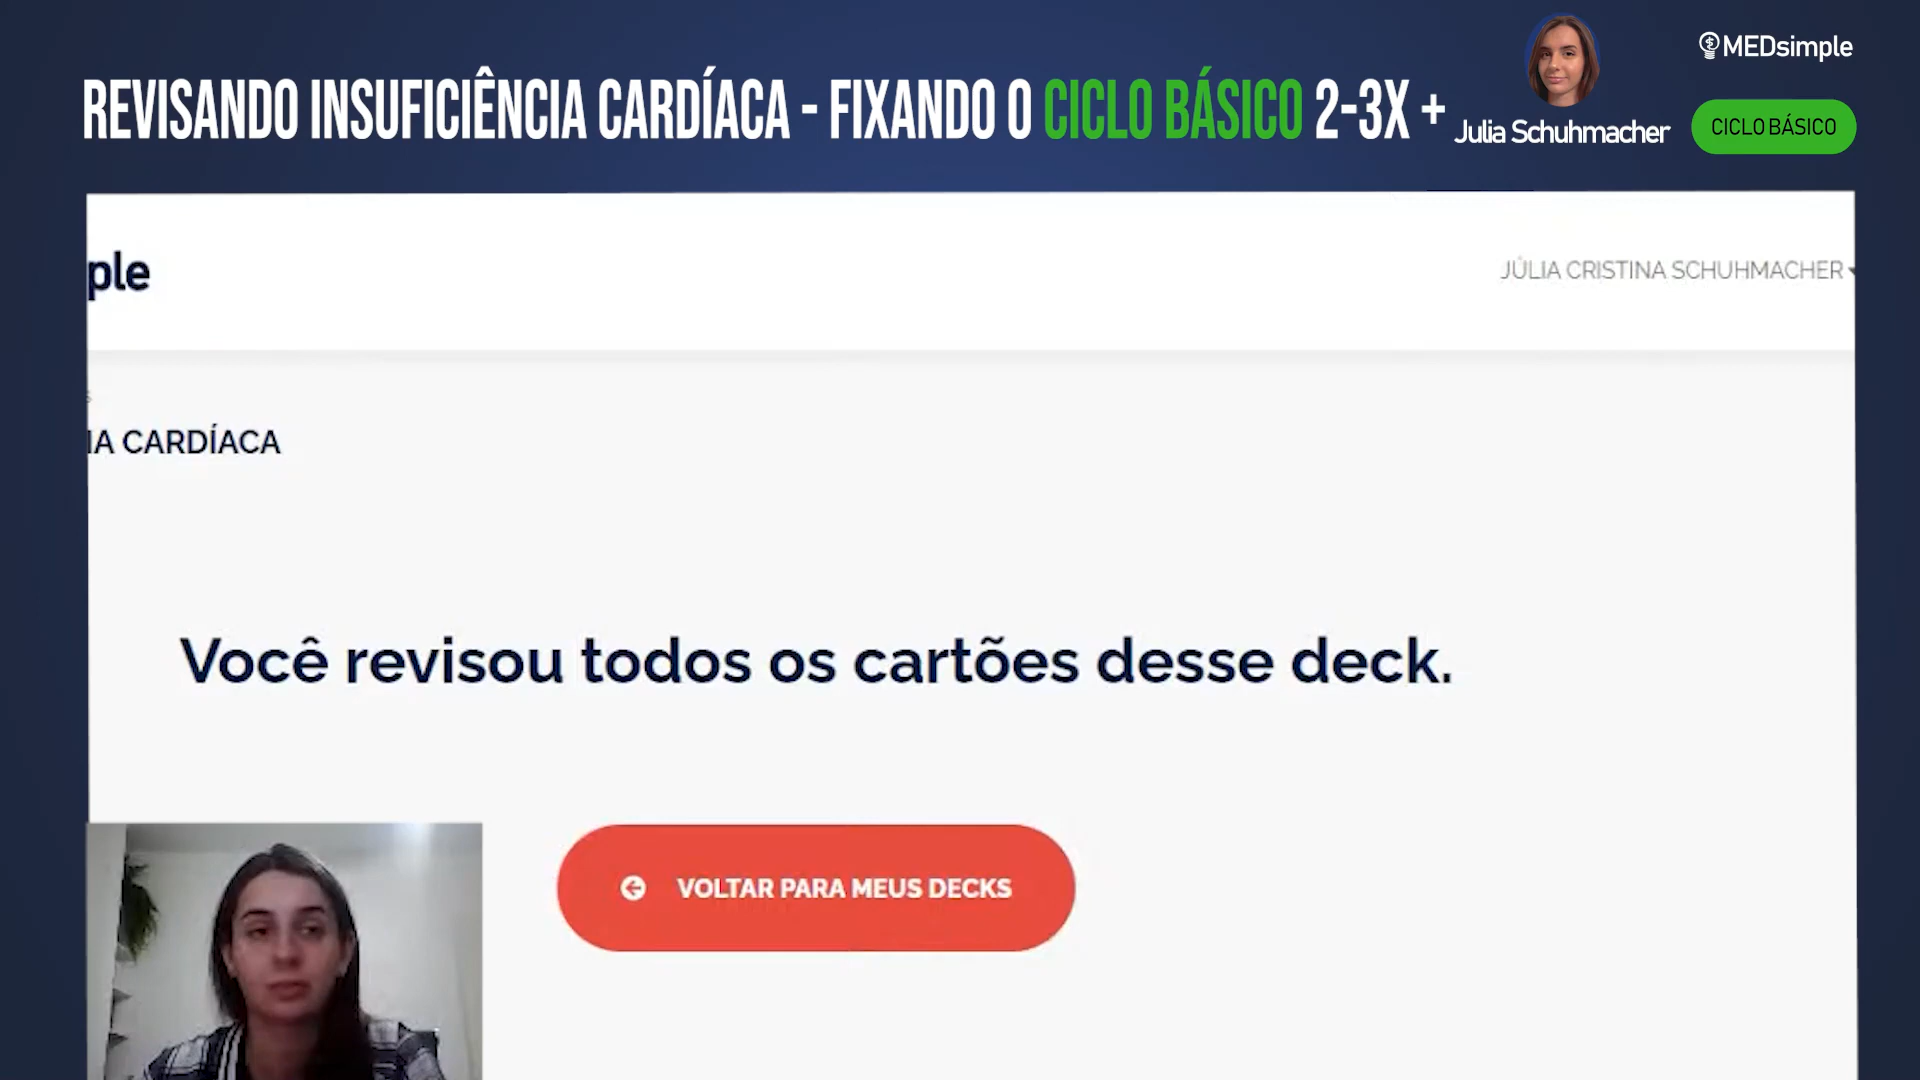 REVISANDO INSUFICIÊNCIA CARDÍACA - FIXANDO O CICLO BÁSICO 2-3X +
Julia Schuhmacher
MEDsimple
CICLO BÁSICO
ple
JÚLIA CRISTINA SCHUHMACHER
IA CARDÍACA
Você revisou todos os cartões desse deck.
VOLTAR PARA MEUS DECKS